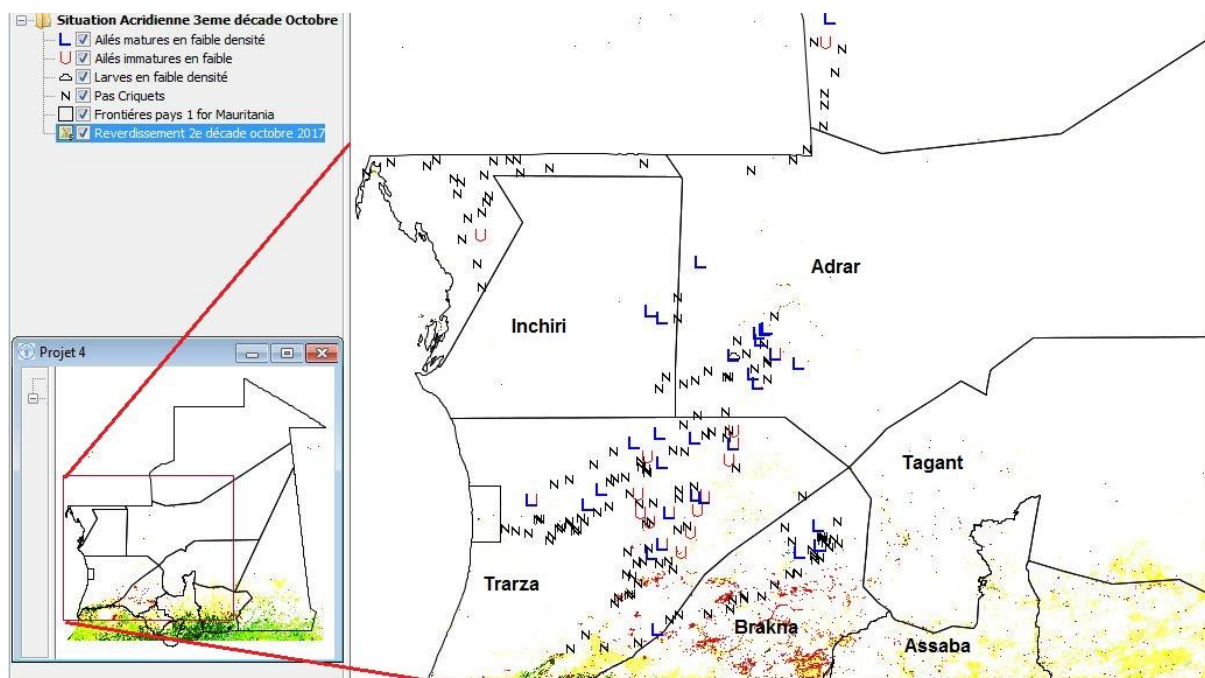 Situation Acridienne 3eme décade Octobre
Ailés matures en faible densité
Ailés immatures en faible
Larves en faible densité
Pas Criquets
Frontiéres pays 1 for Mauritania
Reverdissement 2e décade octobre 2017
Projet 4
Adrar
Inchiri
Tagant
Trarza
Brakna
Assaba